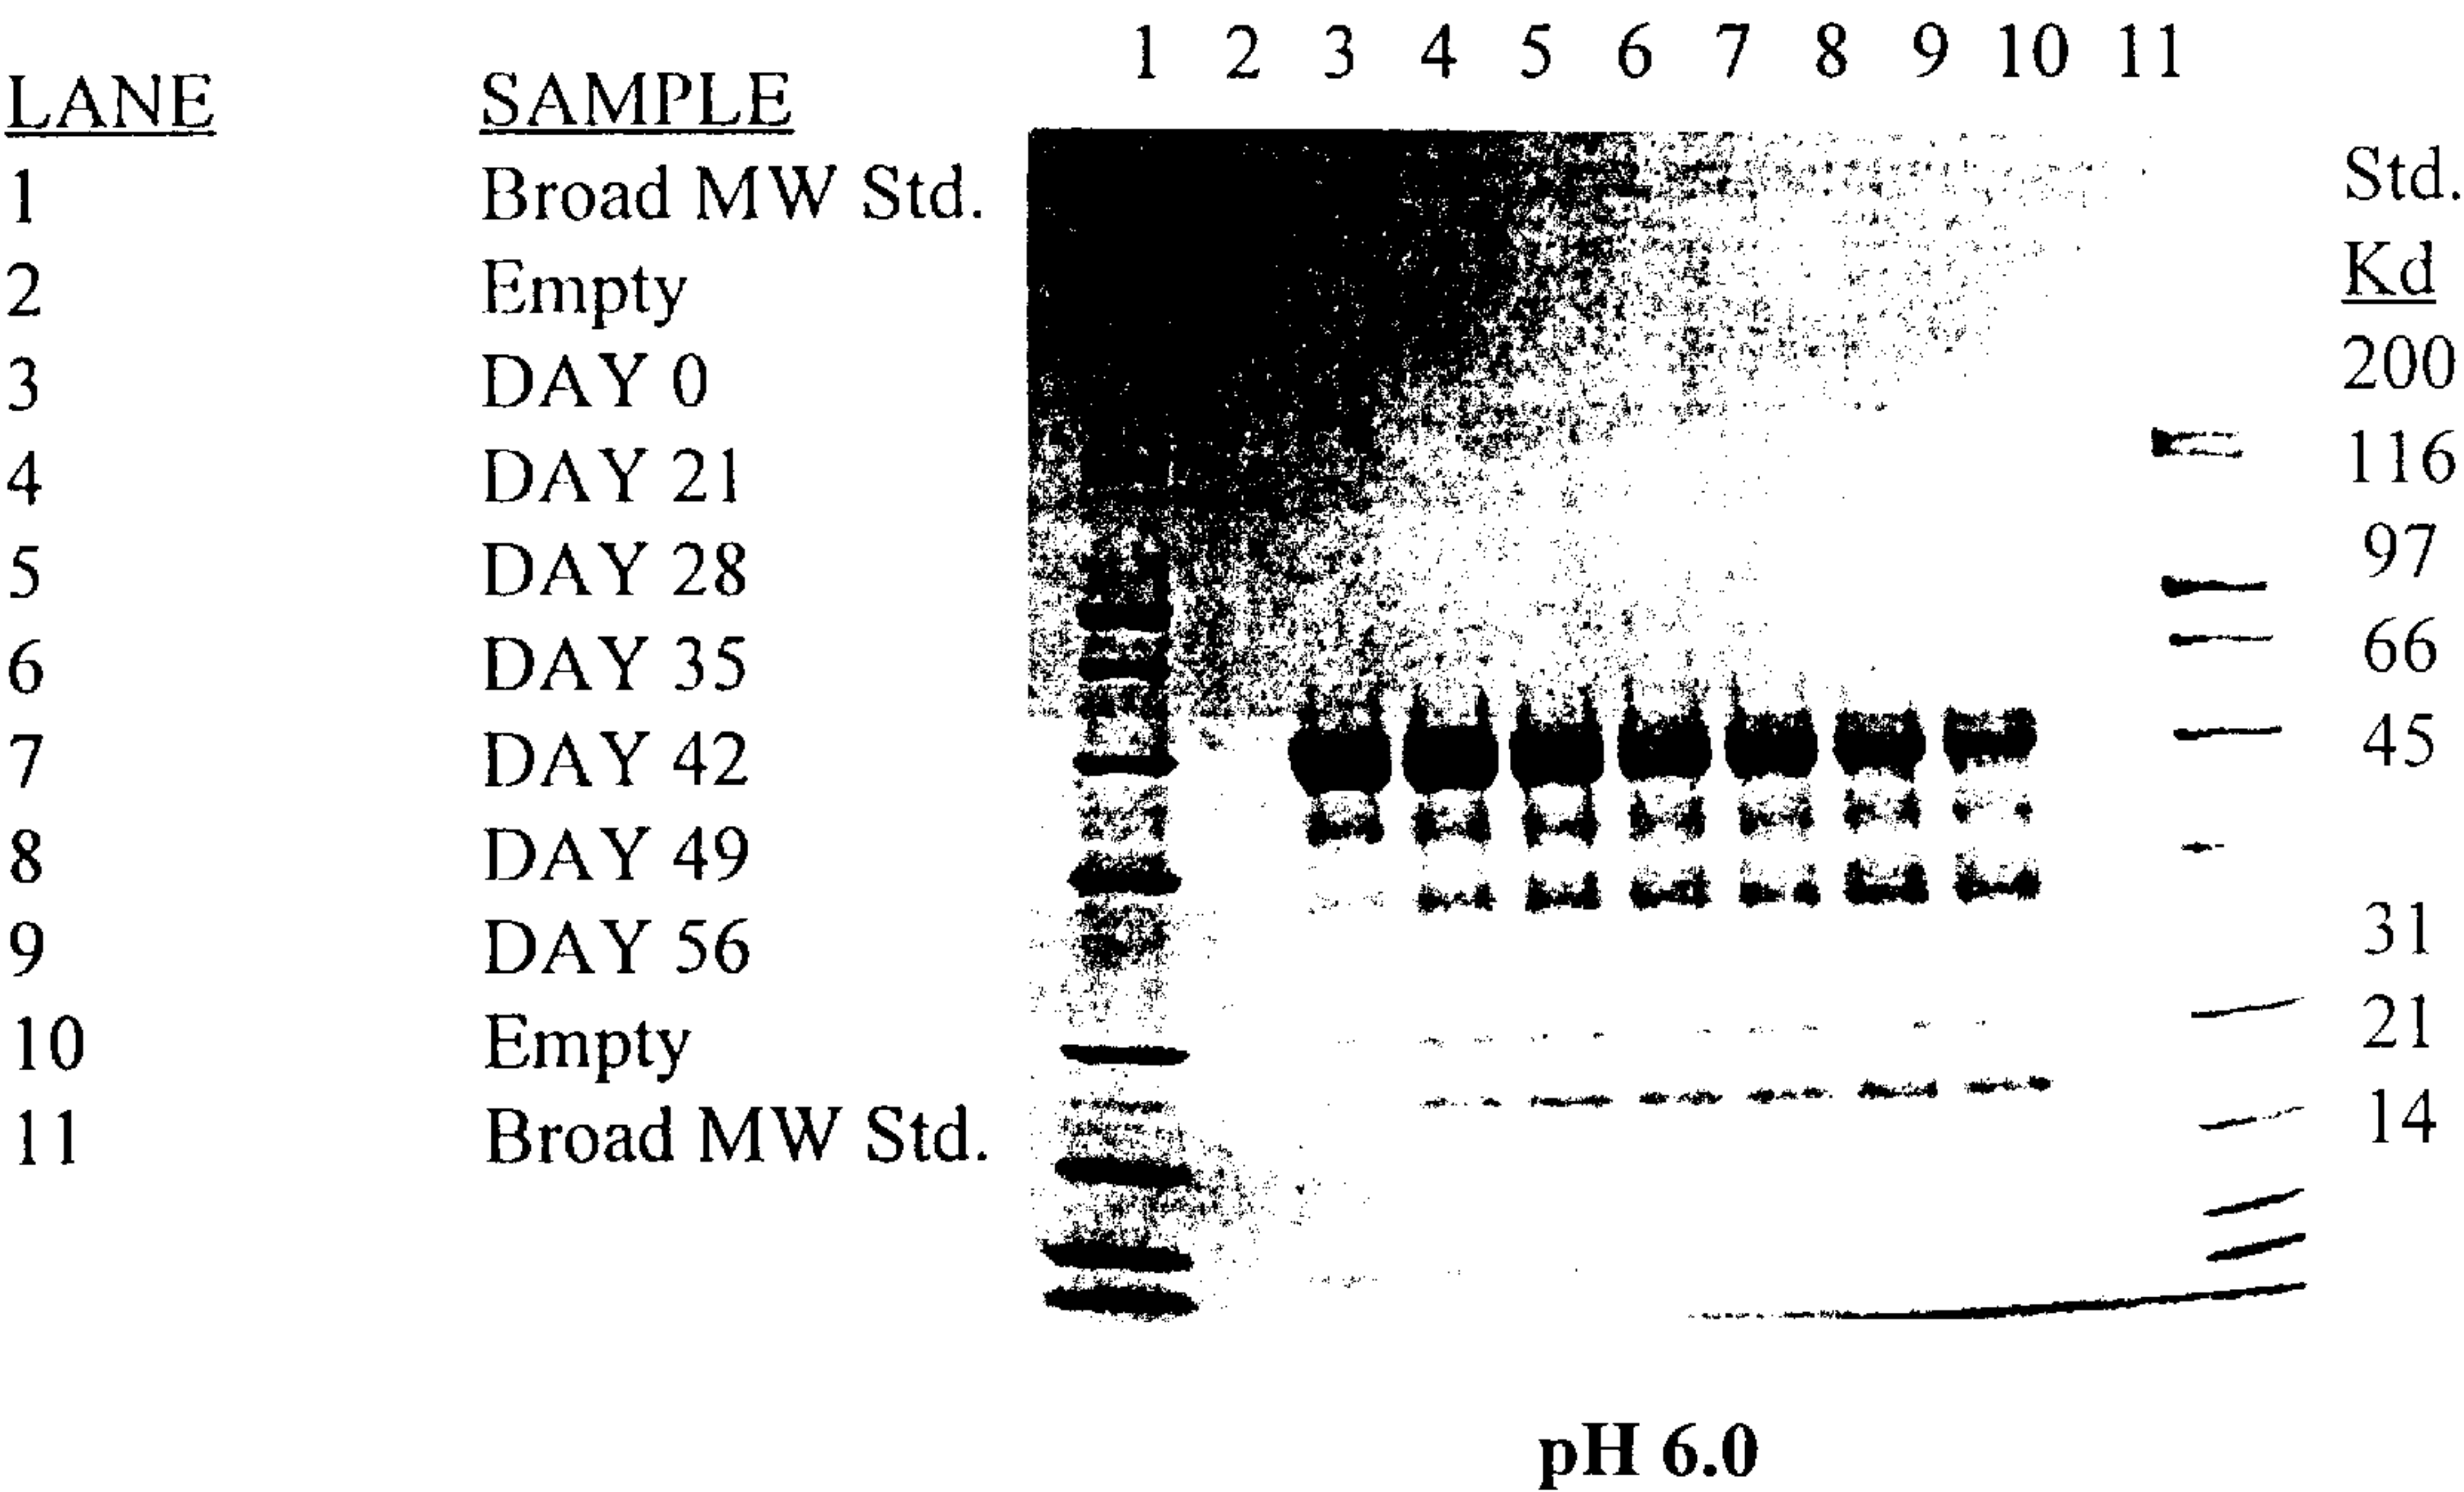 1 2 3 4 5 6 7 8 9 10 11
LANE SAMPLE
1 Broad MW Std.
2 Empty
3 DAY 0
4 DAY 21
5 DAY 28
6 DAY 35
7 DAY 42
8 DAY 49
9 DAY 56
10 Empty
11 Broad MW Std.
Std.
Kd
200
116
97
66
45
31
21
14
pH 6.0